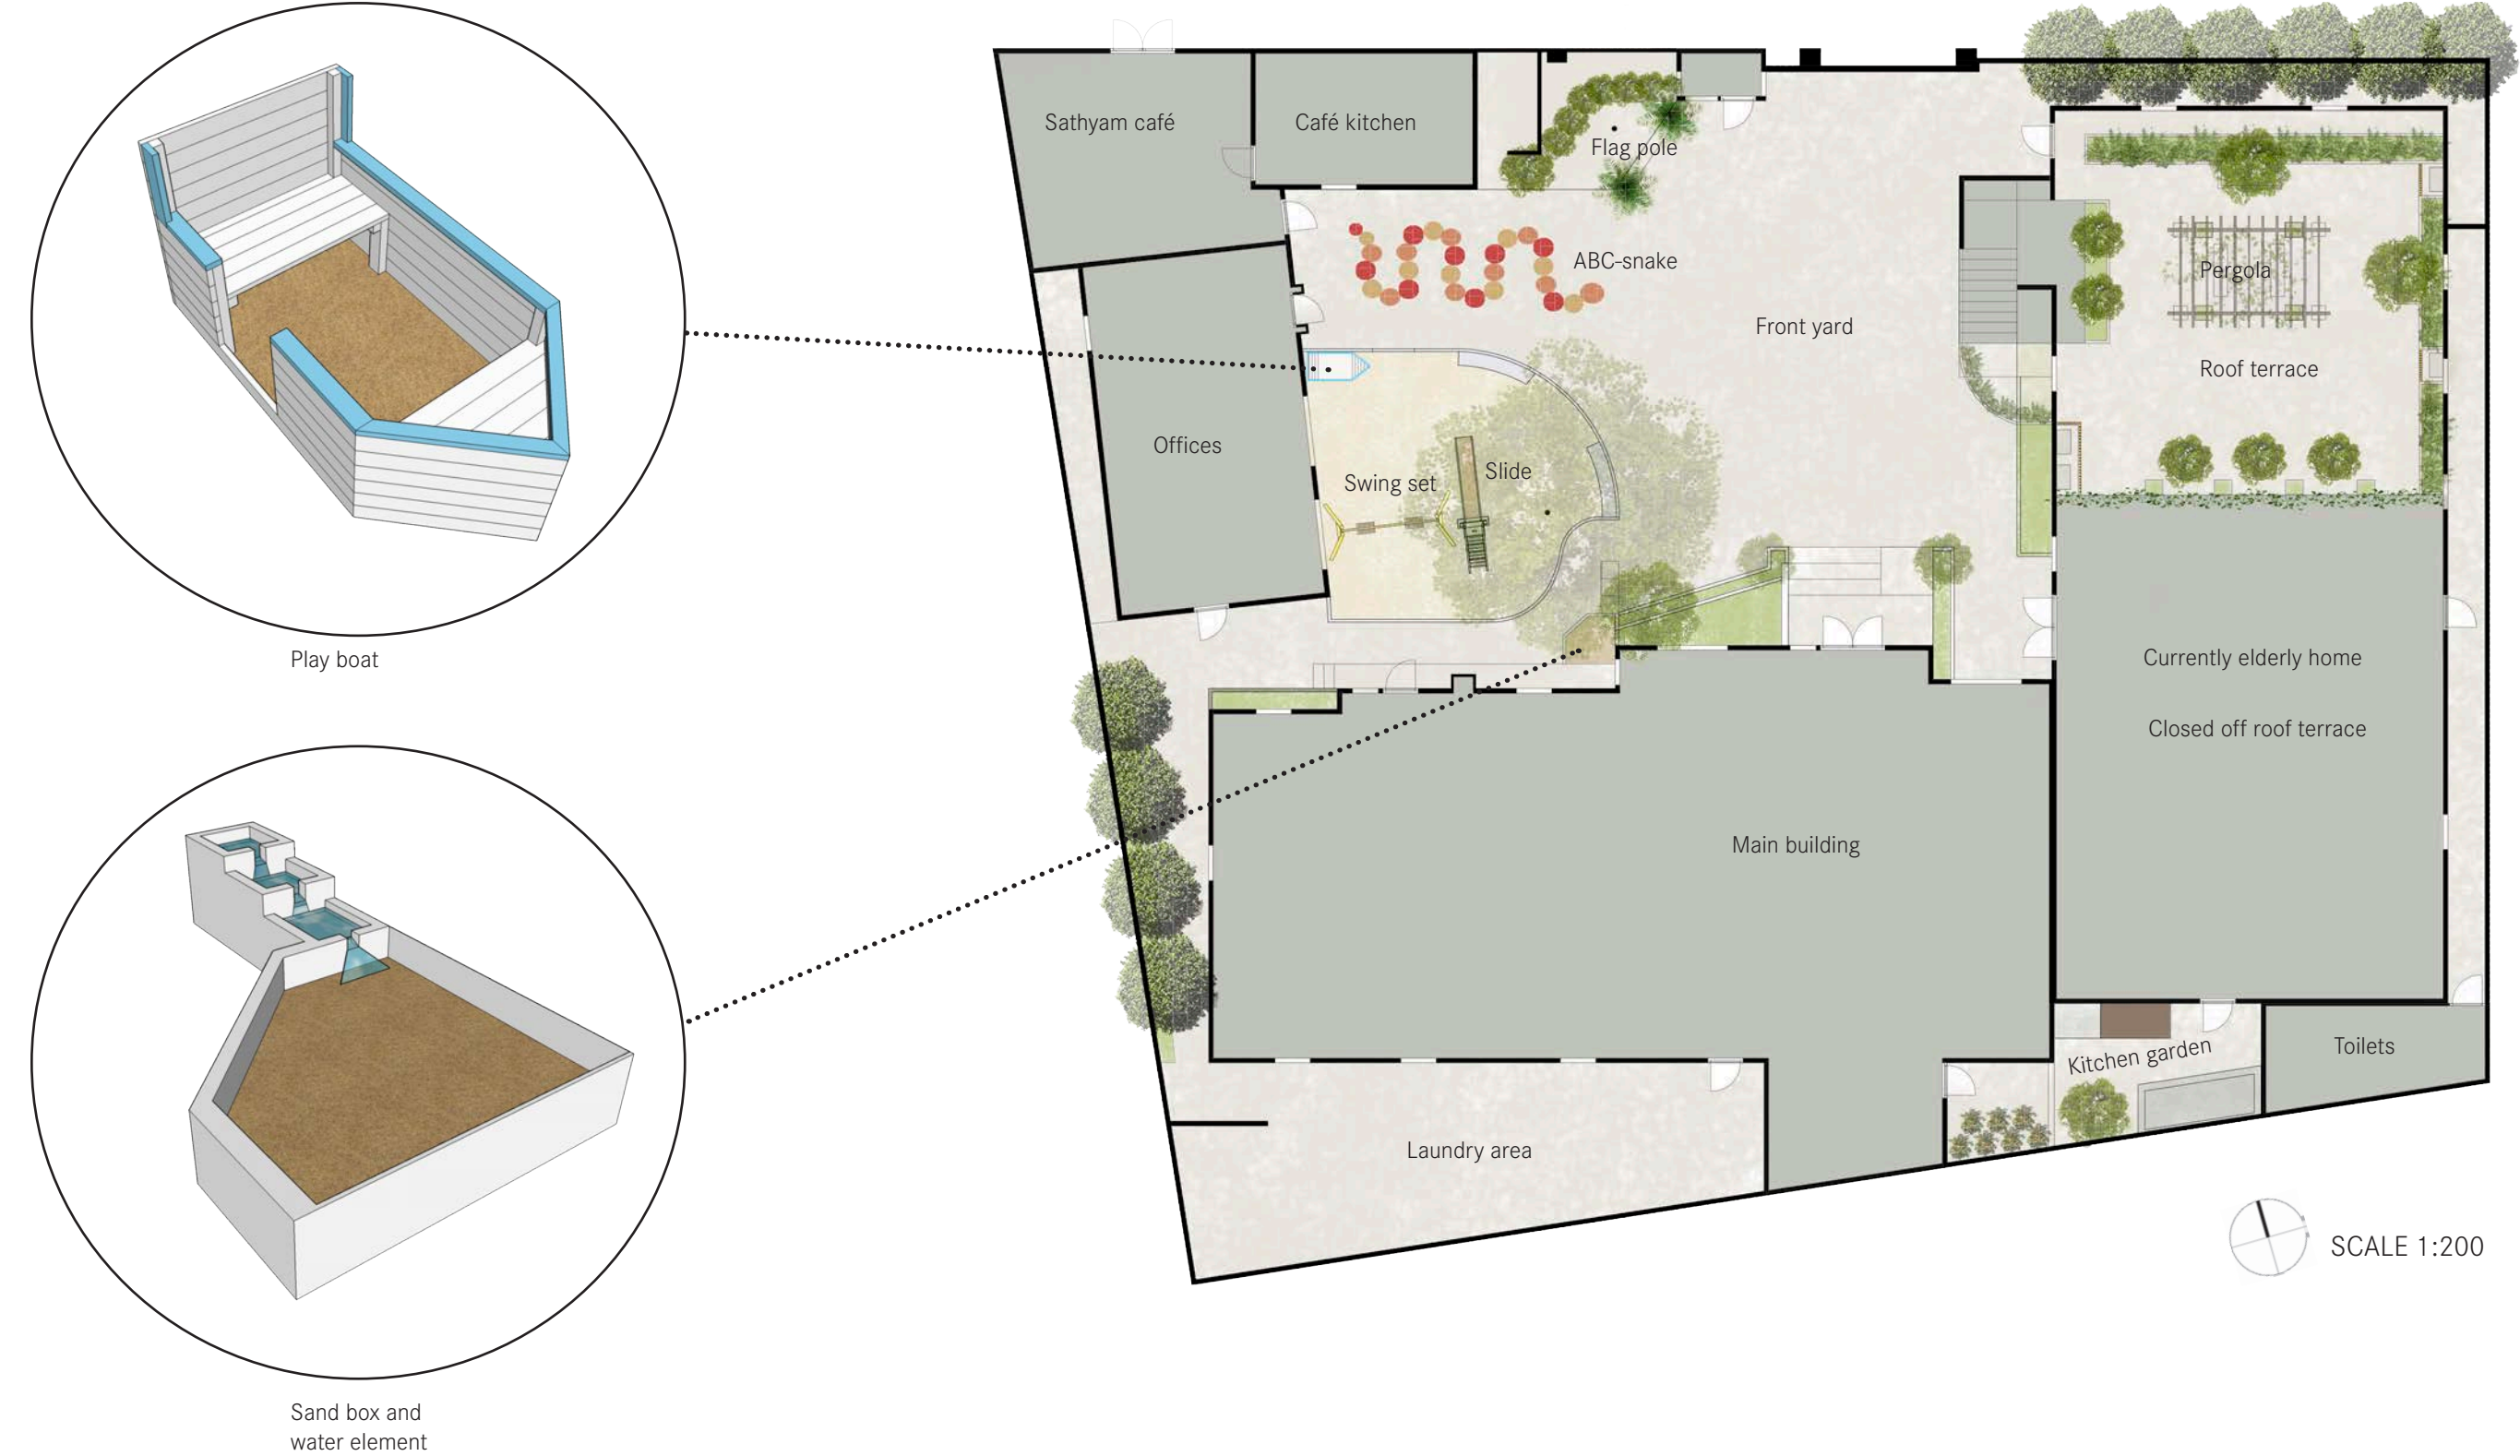 Sathyam café
Café kitchen
Flag pole
ABC-snake
Front yard
Pergola
Roof terrace
Offices
Swing set
Slide
Play boat
Currently elderly home
Closed off roof terrace
Main building
Kitchen garden
Toilets
Laundry area
SCALE 1:200
Sand box and
water element